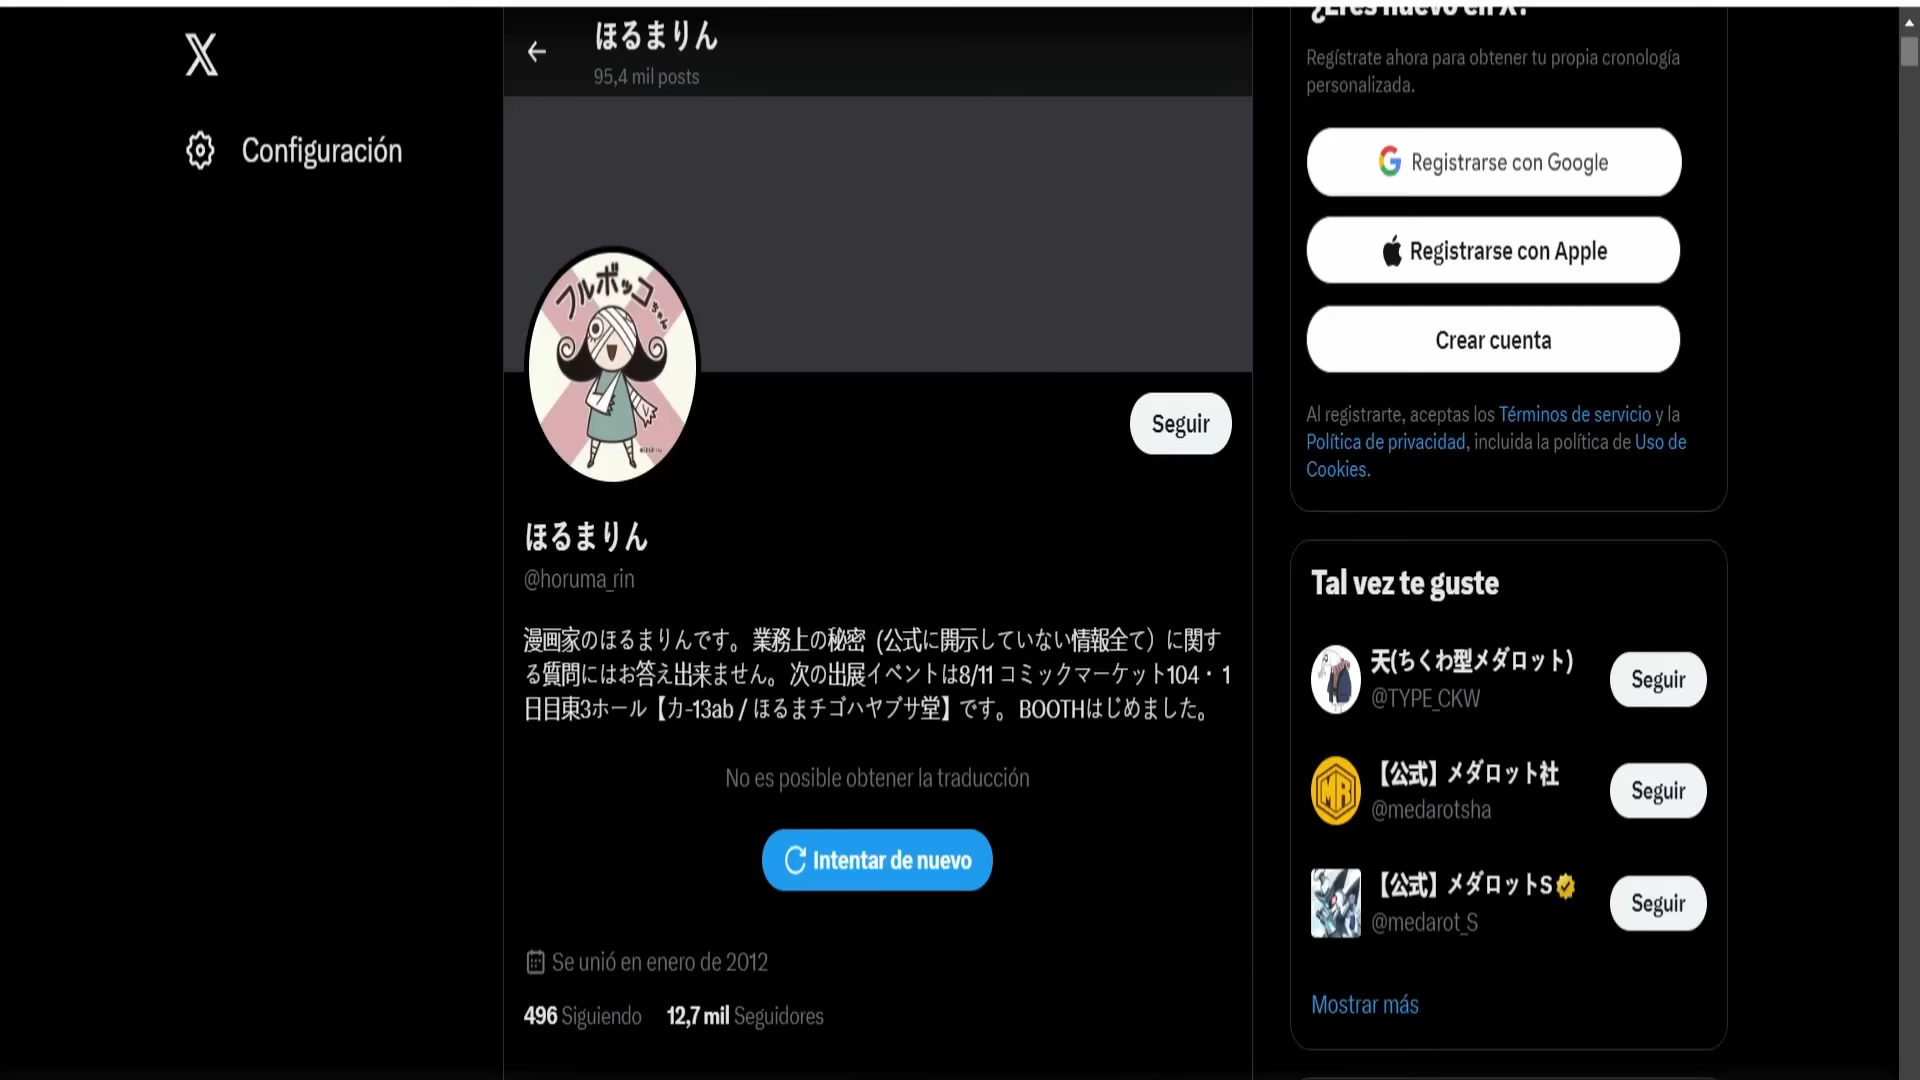 ほるまりん
95,4 mil posts
Configuración
フルボッコちゃん
Seguir
ほるまりん
@horuma_rin
漫画家のほるまりんです。業務上の秘密（公式に開示していない情報全て）に関す
る質問にはお答え出来ません。次の出展イベントは8/11 コミックマーケット104・1
日目東3ホール【カ-13ab / ほるまチゴハヤブサ堂】です。BOOTHはじめました。
No es posible obtener la traducción
Intentar de nuevo
Se unió en enero de 2012
496 Siguiendo 12,7 mil Seguidores
¿Eres nuevo en X?
Regístrate ahora para obtener tu propia cronología
personalizada.
Registrarse con Google
Registrarse con Apple
Crear cuenta
Al registrarte, aceptas los Términos de servicio y la
Política de privacidad, incluida la política de Uso de
Cookies.
Tal vez te guste
天(ちくわ型メダロット)
@TYPE_CKW
Seguir
【公式】メダロット社
@medarotsha
Seguir
MR
【公式】メダロットS
@medarot_S
Seguir
Mostrar más